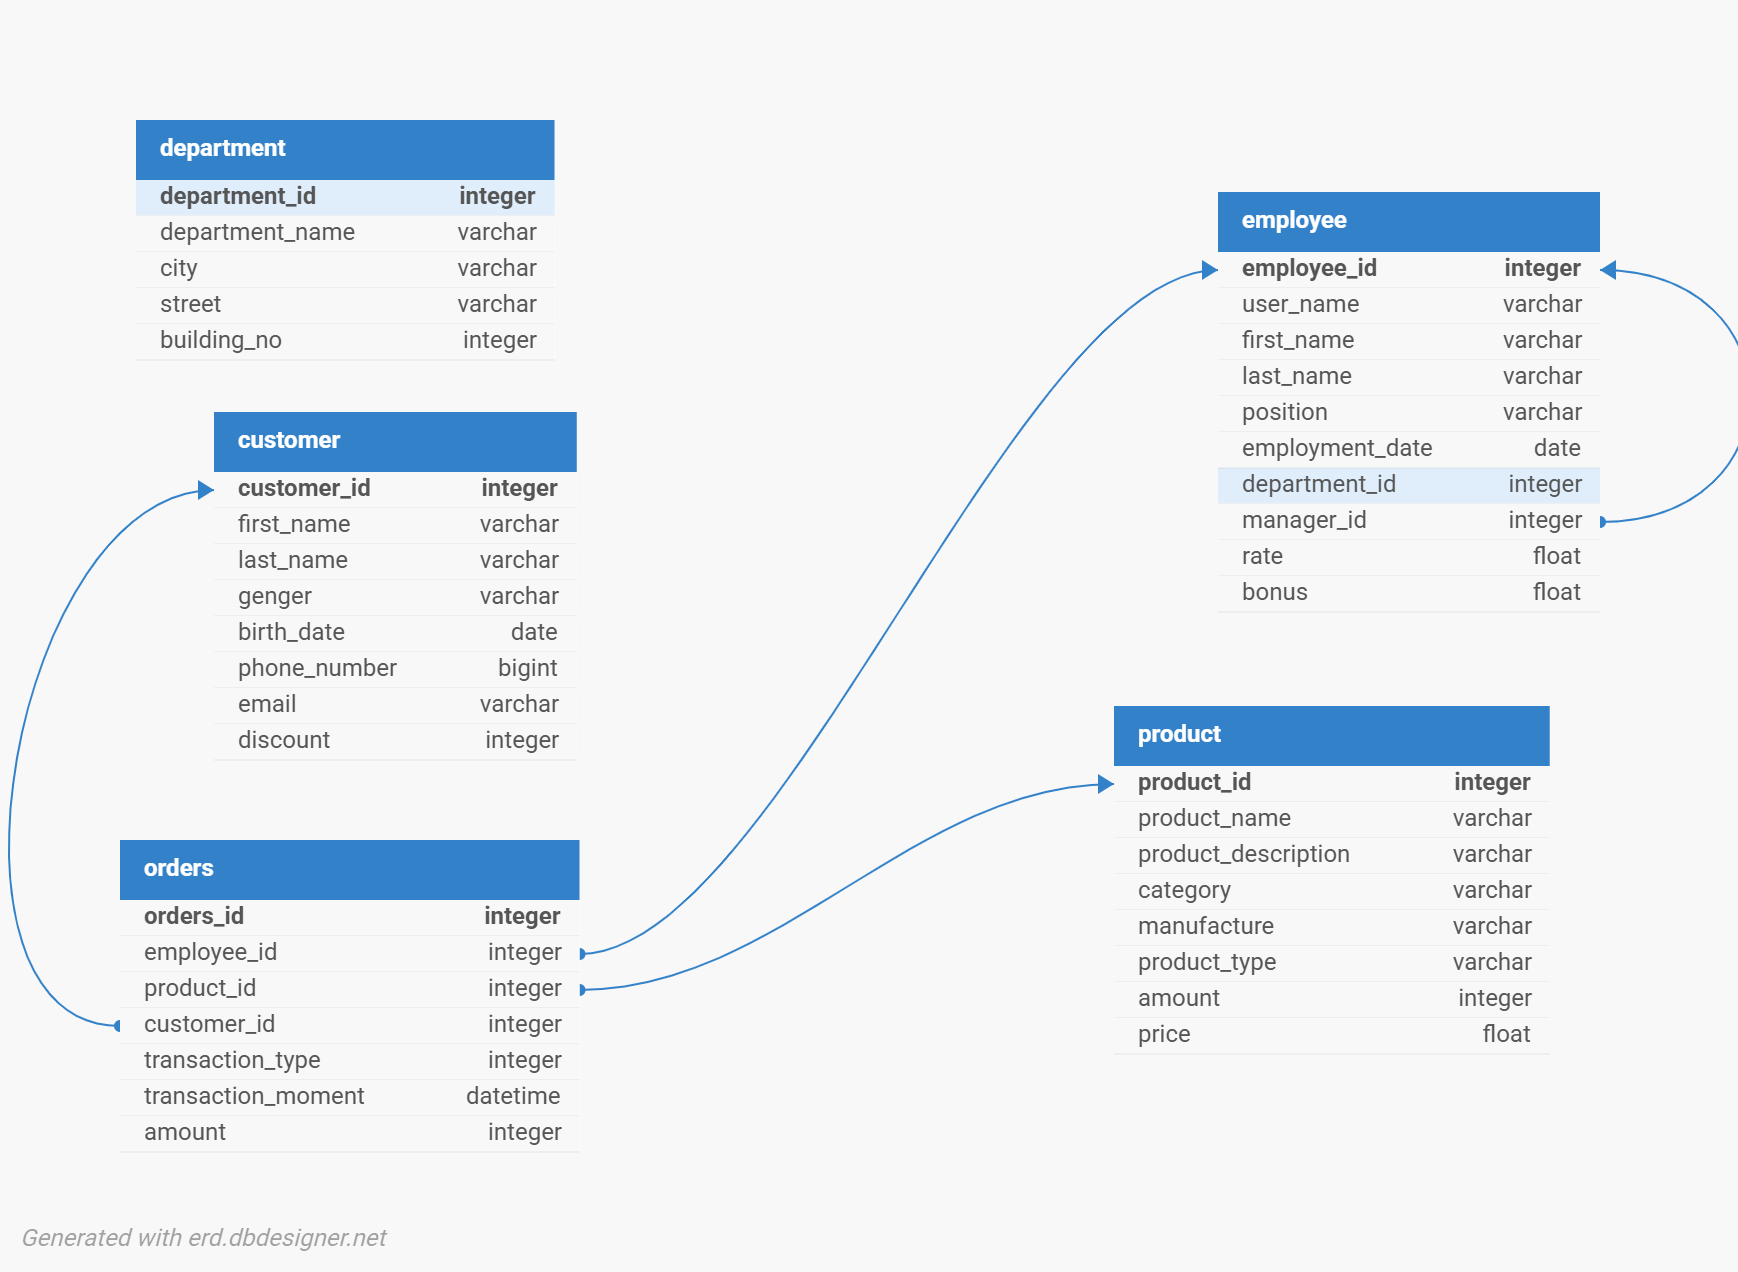 department
department_id integer
department_name varchar
city varchar
street varchar
building_no integer
customer
customer_id integer
first_name varchar
last_name varchar
genger varchar
birth_date date
phone_number bigint
email varchar
discount integer
orders
orders_id integer
employee_id integer
product_id integer
customer_id integer
transaction_type integer
transaction_moment datetime
amount integer
employee
employee_id integer
user_name varchar
first_name varchar
last_name varchar
position varchar
employment_date date
department_id integer
manager_id integer
rate float
bonus float
product
product_id integer
product_name varchar
product_description varchar
category varchar
manufacture varchar
product_type varchar
amount integer
price float
Generated with erd.dbdesigner.net